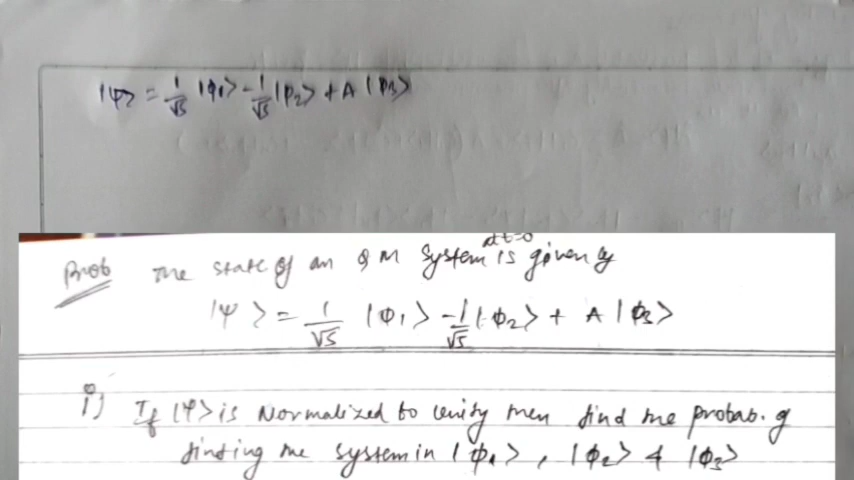 |ψ> = 1/√5 |ϕ1> - 1/√5 |ϕ2> + A |ϕ3>
Prob The state of an QM system at t=0 is given by
|ψ> = 1/√5 |ϕ1> - 1/√5 |ϕ2> + A |ϕ3>
i) If |ψ> is Normalized to unity then find the probab. of
finting the system in |ϕ1>, |ϕ2> & |ϕ3>